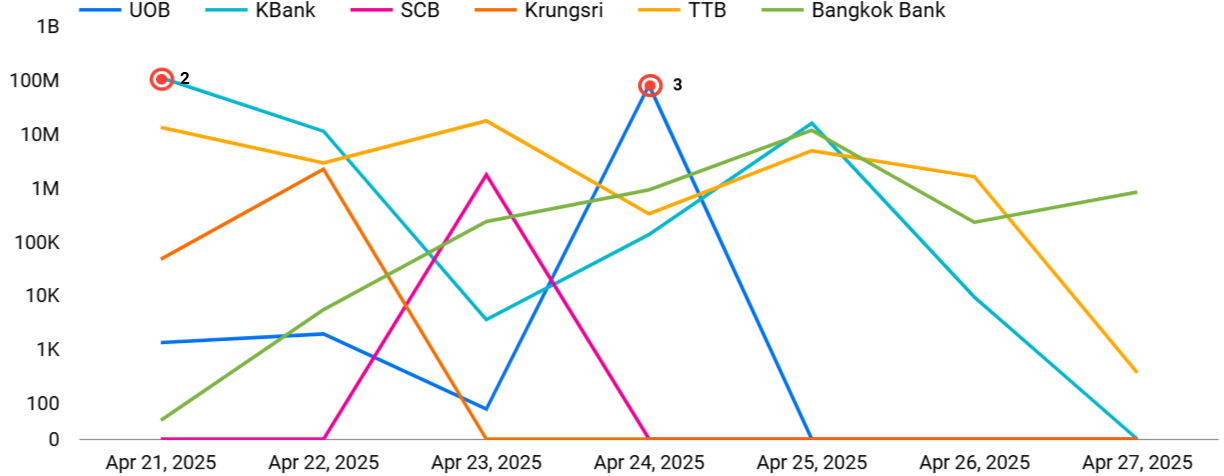 UOB KBank SCB Krungsri TTB Bangkok Bank
1B
100M
2
3
10M
1M
100K
10K
1K
100
0
Apr 21, 2025 Apr 22, 2025 Apr 23, 2025 Apr 24, 2025 Apr 25, 2025 Apr 26, 2025 Apr 27, 2025